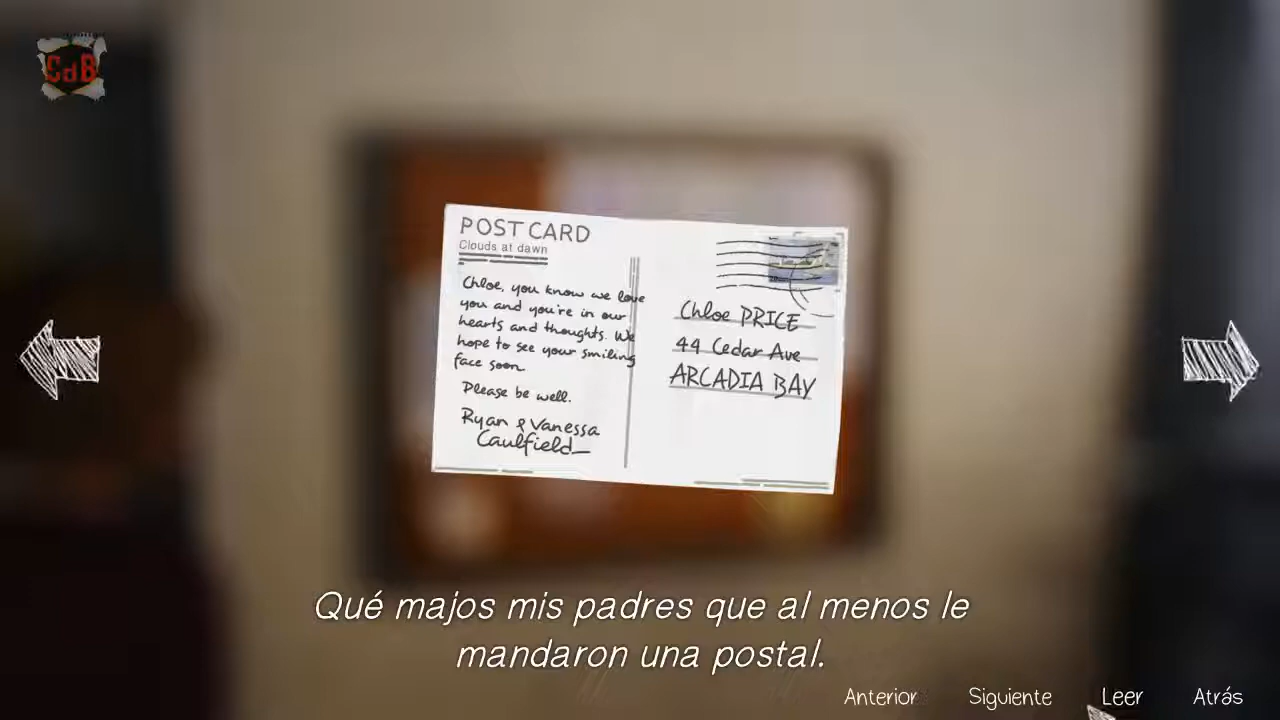 CdB
POST CARD
Clouds at dawn
Chloe, you know we love
you and you're in our
hearts and thoughts. We
hope to see your smiling
face soon.
Please be well.
Ryan & Vanessa
Caulfield
Chloe PRICE
44 Cedar Ave
ARCADIA BAY
Qué majos mis padres que al menos le
mandaron una postal.
Anterior Siguiente Leer Atrás